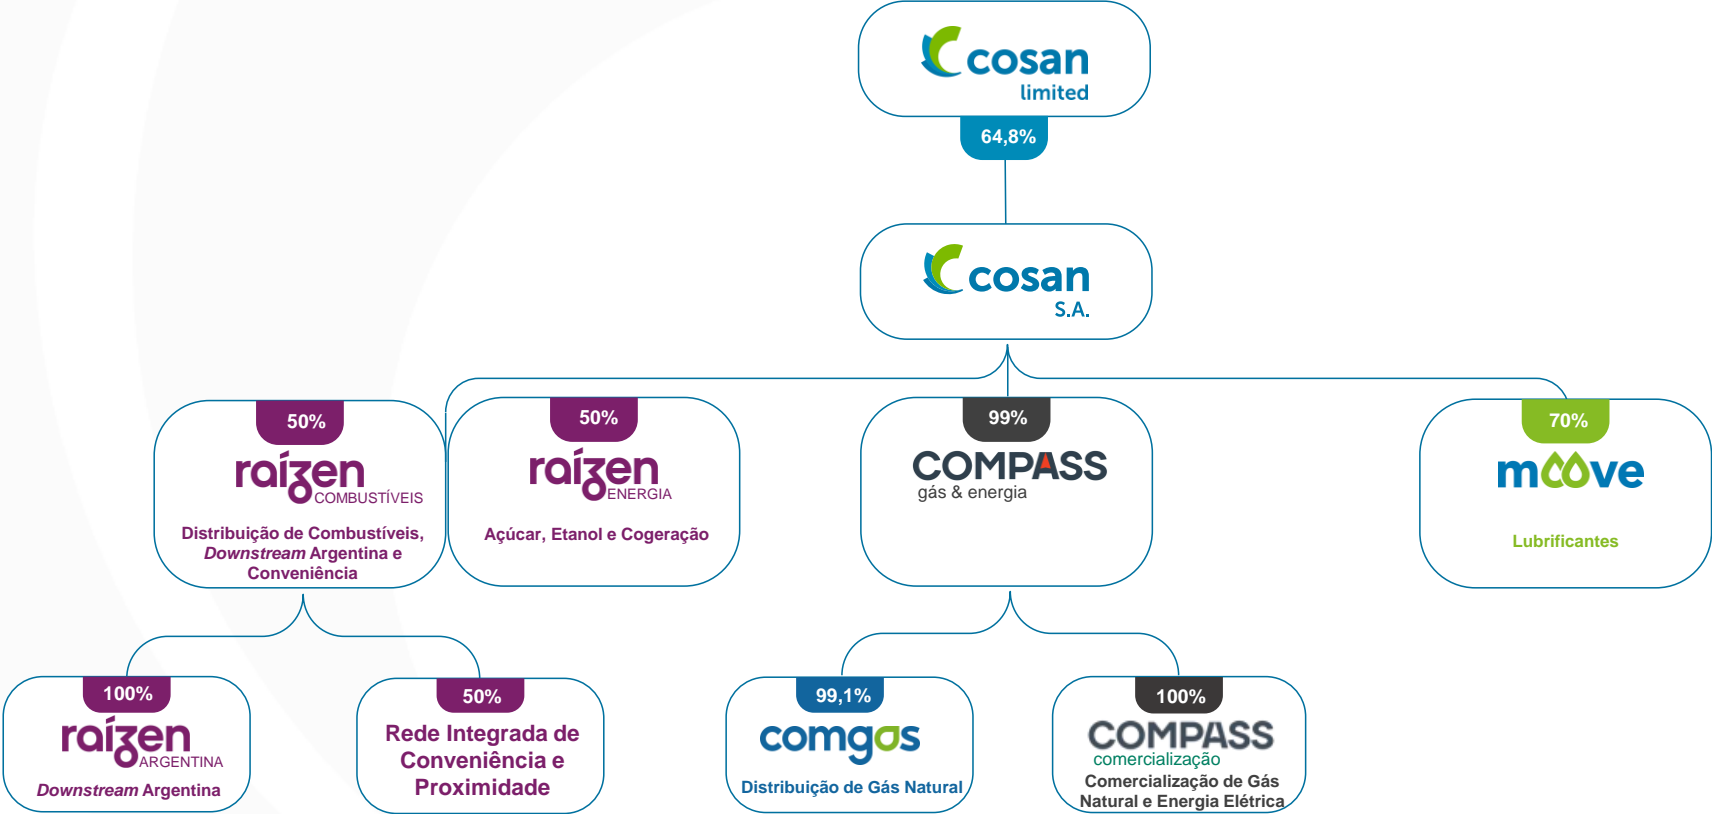 cosan
limited
64,8%
cosan
S.A.
50%
raízen
COMBUSTÍVEIS
Distribuição de Combustíveis,
Downstream Argentina e
Conveniência
50%
raízen
ENERGIA
Açúcar, Etanol e Cogeração
99%
COMPASS
gás & energia
70%
moove
Lubrificantes
100%
raízen
ARGENTINA
Downstream Argentina
50%
Rede Integrada de
Conveniência e
Proximidade
99,1%
comgas
Distribuição de Gás Natural
100%
COMPASS
comercialização
Comercialização de Gás
Natural e Energia Elétrica